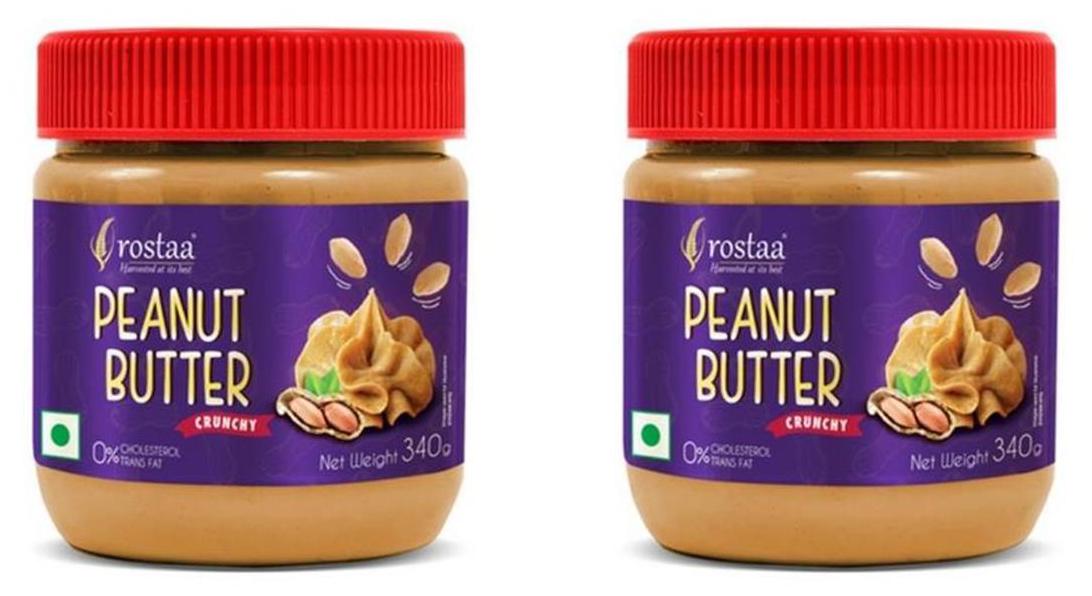 rostaa
Harvested at its best
PEANUT
BUTTER
CRUNCHY
0% CHOLESTEROL
TRANS FAT
Net Weight 340g
rostaa
Harvested at its best
PEANUT
BUTTER
CRUNCHY
0% CHOLESTEROL
TRANS FAT
Net Weight 340g